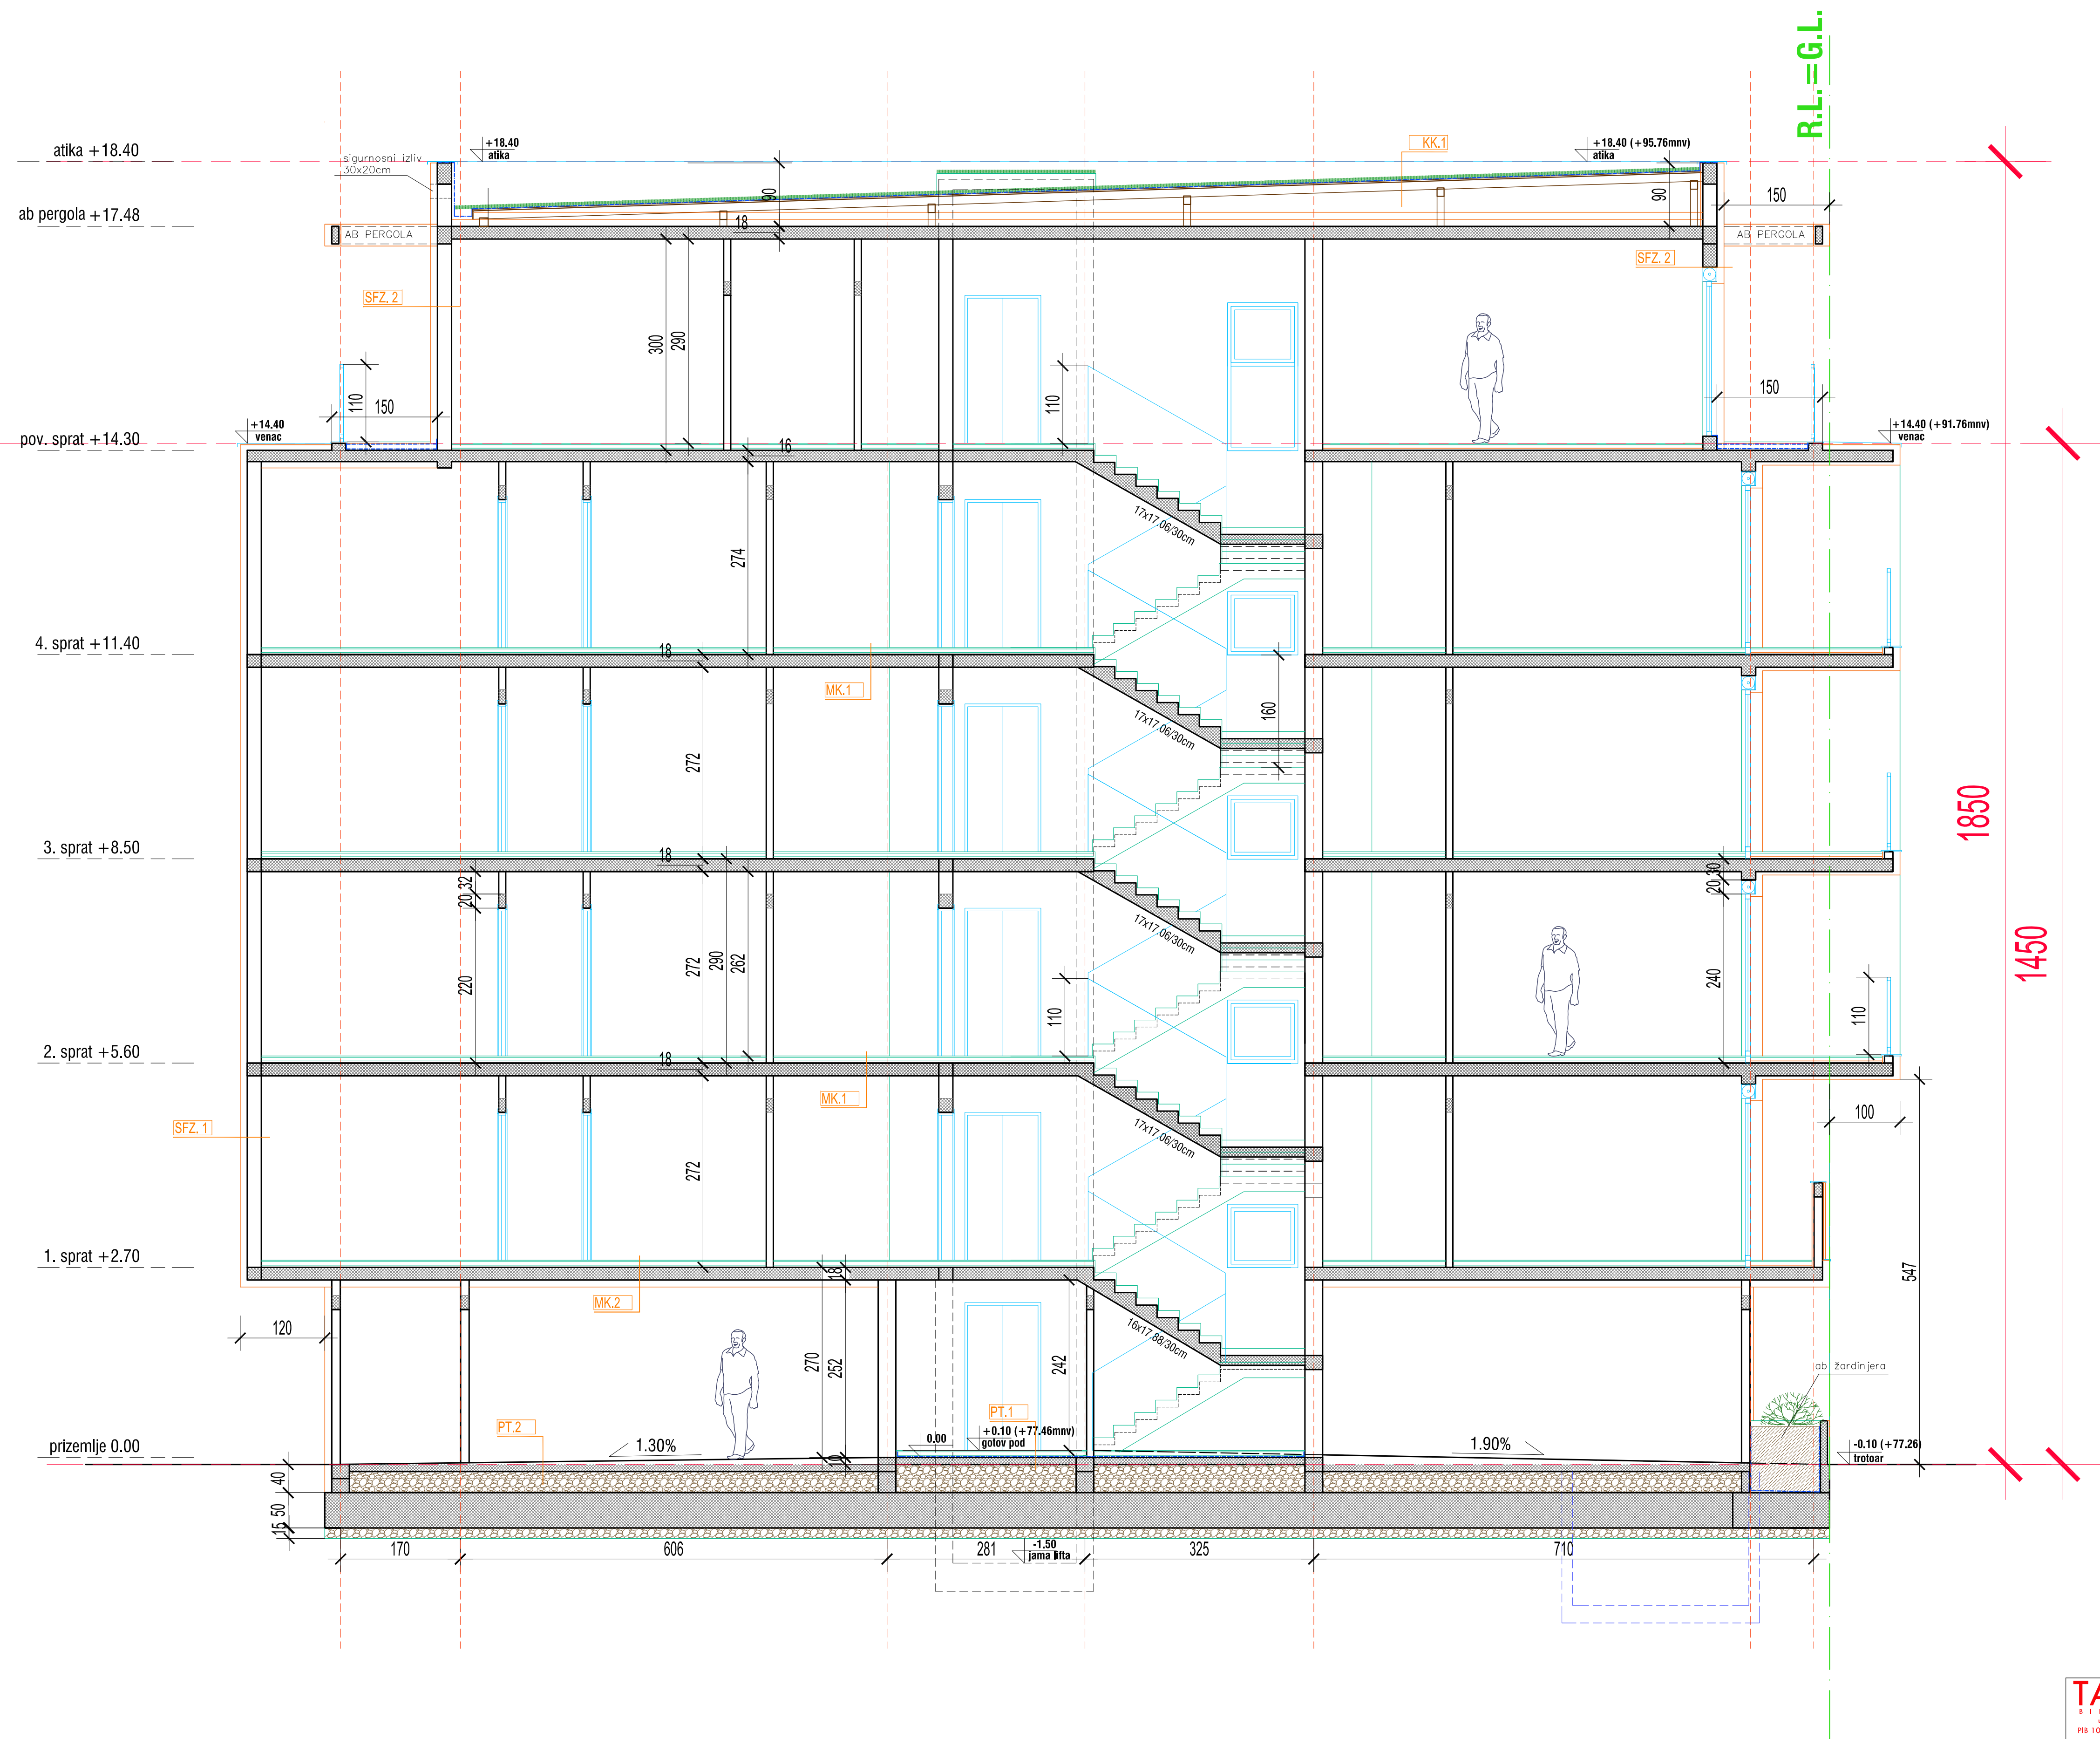 R.L.=G.L.
atika +18.40
sigurnosni izliv
30x20cm
+18.40
atika
KK.1
+18.40 (+95.76mnv)
atika
90
90
150
ab pergola +17.48
AB PERGOLA
18
AB PERGOLA
SFZ. 2
SFZ. 2
300
290
110
150
110
150
+14.40
venac
pov. sprat +14.30
16
+14.40 (+91.76mnv)
venac
17x17.06/30cm
274
4. sprat +11.40
18
MK.1
17x17.06/30cm
160
272
1850
3. sprat +8.50
18
32
20
30
20
17x17.06/30cm
220
272
290
262
110
240
110
1450
2. sprat +5.60
18
MK.1
SFZ. 1
17x17.06/30cm
100
272
1. sprat +2.70
18
547
MK.2
120
16x17.88/30cm
270
252
242
ab žardinjera
PT.2
PT.1
prizemlje 0.00
1.30%
0.00
+0.10 (+77.46mnv)
gotov pod
1.90%
-0.10 (+77.26)
trotoar
10
40
50
15
170
606
281
-1.50
jama lifta
325
710
TA
B I
PIB 10